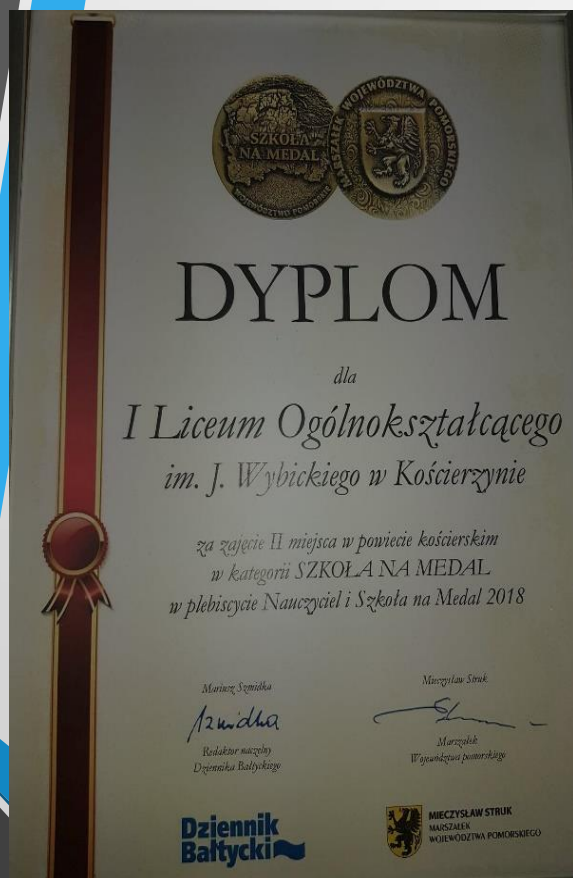 SZKOŁA
NA MEDAL
WOJEWÓDZTWO POMORSKIE
MARSZAŁEK WOJEWÓDZTWA POMORSKIEGO
DYPLOM
dla
I Liceum Ogólnokształcącego
im. J. Wybickiego w Kościerzynie
za zajęcie II miejsca w powiecie kościerskim
w kategorii SZKOŁA NA MEDAL
w plebiscycie Nauczyciel i Szkoła na Medal 2018
Mariusz Szmidka
Szmidka
Redaktor naczelny
Dziennika Bałtyckiego
Mieczysław Struk
Marszałek
Województwa pomorskiego
Dziennik
Bałtycki
MIECZYSŁAW STRUK
MARSZAŁEK
WOJEWÓDZTWA POMORSKIEGO